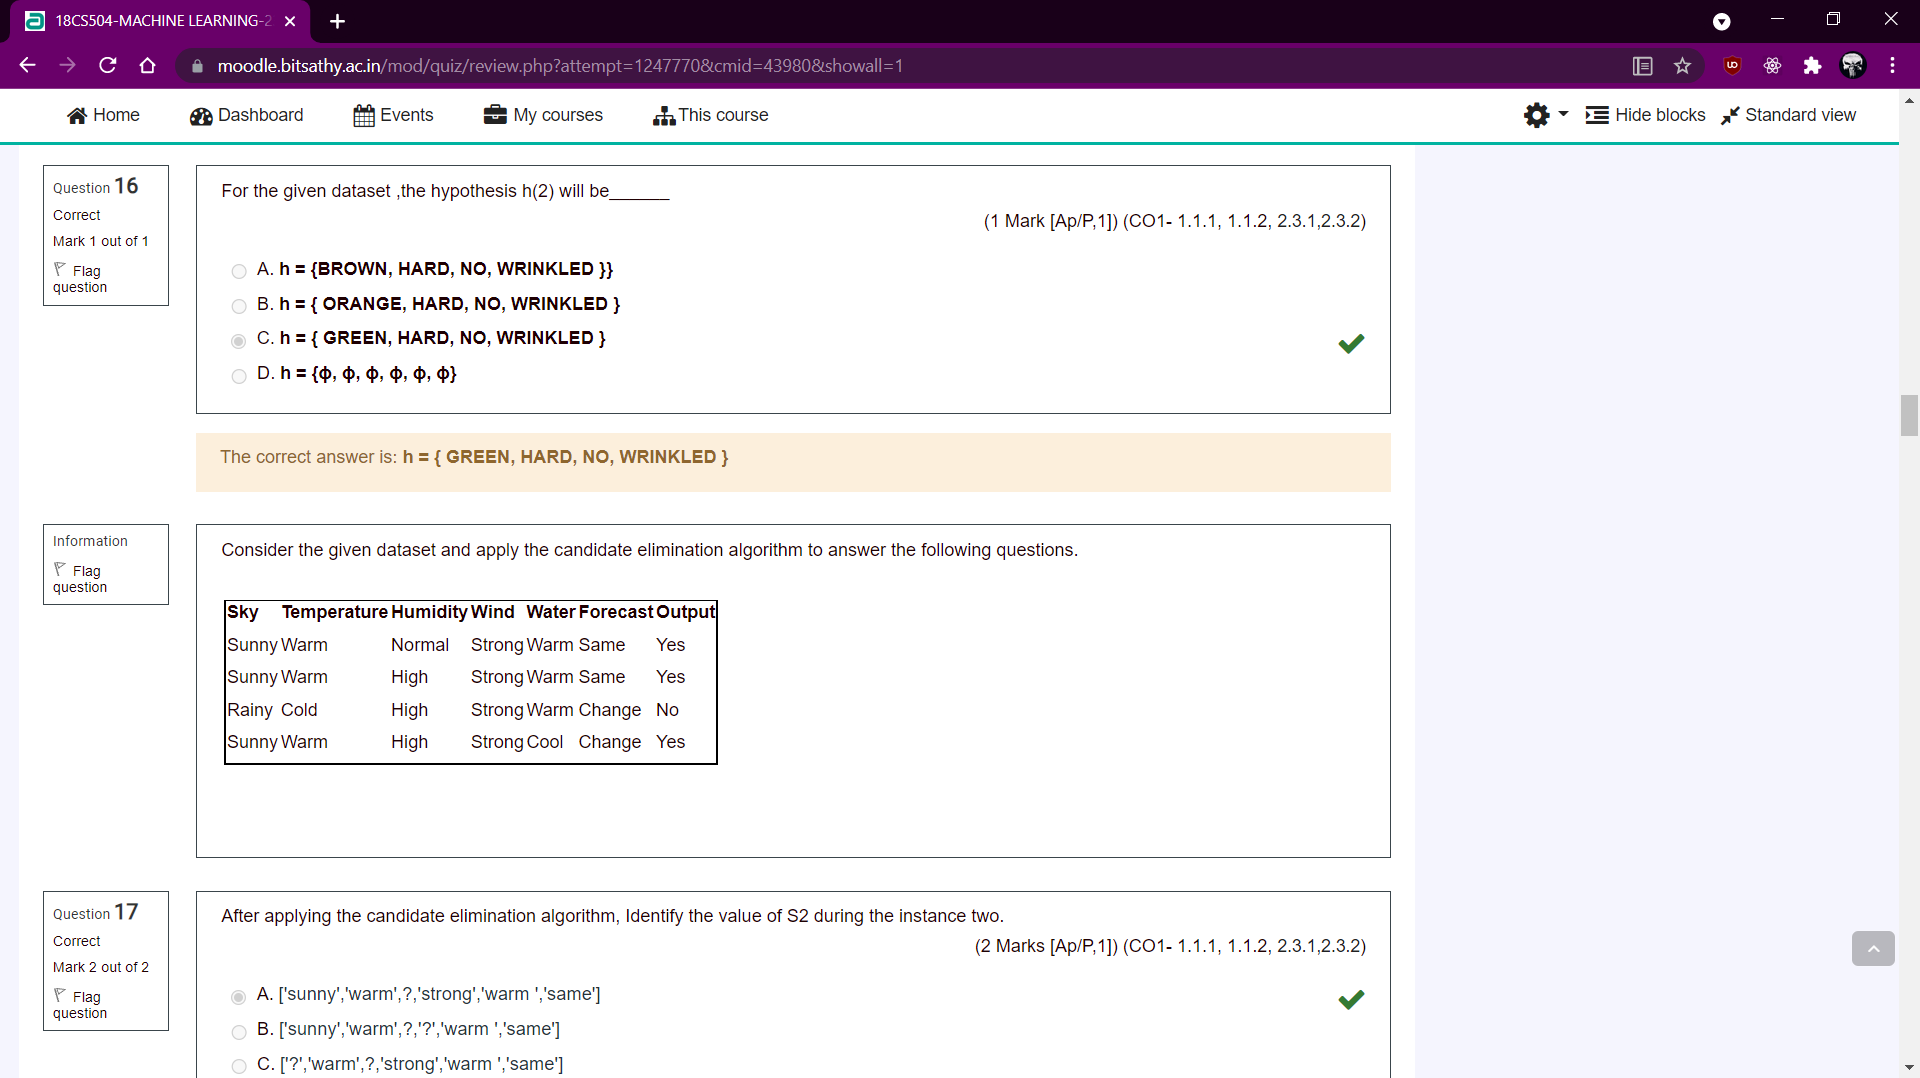 18CS504-MACHINE LEARNING-2
moodle.bitsathy.ac.in/mod/quiz/review.php?attempt=1247770&cmid=43980&showall=1
Home Dashboard Events My courses This course Hide blocks Standard view
Question 16
Correct
Mark 1 out of 1
Flag question
For the given dataset ,the hypothesis h(2) will be______
(1 Mark [Ap/P,1]) (CO1- 1.1.1, 1.1.2, 2.3.1,2.3.2)
A. h = {BROWN, HARD, NO, WRINKLED }}
B. h = { ORANGE, HARD, NO, WRINKLED }
C. h = { GREEN, HARD, NO, WRINKLED }
D. h = {ф, ф, ф, ф, ф, ф}
The correct answer is: h = { GREEN, HARD, NO, WRINKLED }
Information
Flag question
Consider the given dataset and apply the candidate elimination algorithm to answer the following questions.
Sky Temperature Humidity Wind Water Forecast Output
Sunny Warm Normal Strong Warm Same Yes
Sunny Warm High Strong Warm Same Yes
Rainy Cold High Strong Warm Change No
Sunny Warm High Strong Cool Change Yes
Question 17
Correct
Mark 2 out of 2
Flag question
After applying the candidate elimination algorithm, Identify the value of S2 during the instance two.
(2 Marks [Ap/P,1]) (CO1- 1.1.1, 1.1.2, 2.3.1,2.3.2)
A. ['sunny','warm',?,'strong','warm ','same']
B. ['sunny','warm',?,'?','warm ','same']
C. ['?','warm',?,'strong','warm ','same']